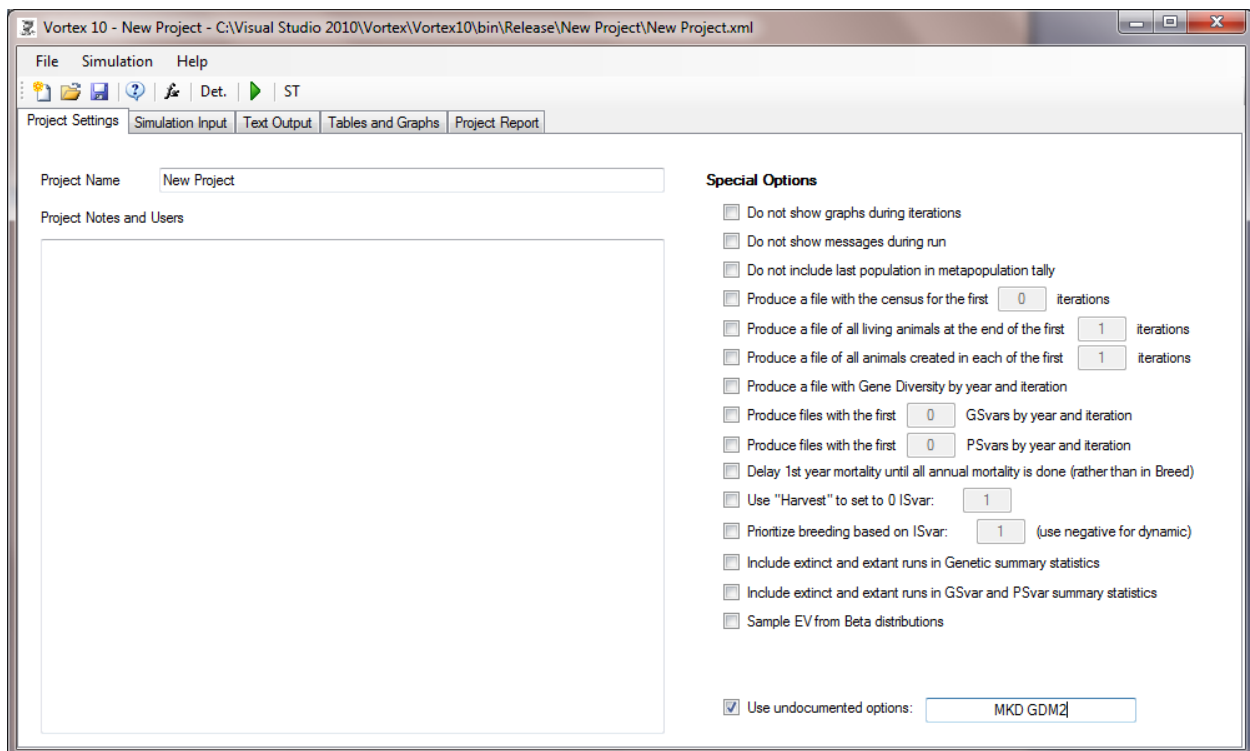 Vortex 10 - New Project - C:\Visual Studio 2010\Vortex\Vortex10\bin\Release\New Project\New Project.xml
File Simulation Help
fx Det. ST
Project Settings Simulation Input Text Output Tables and Graphs Project Report
Project Name New Project
Project Notes and Users
Special Options
Do not show graphs during iterations
Do not show messages during run
Do not include last population in metapopulation tally
Produce a file with the census for the first 0 iterations
Produce a file of all living animals at the end of the first 1 iterations
Produce a file of all animals created in each of the first 1 iterations
Produce a file with Gene Diversity by year and iteration
Produce files with the first 0 GSvars by year and iteration
Produce files with the first 0 PSvars by year and iteration
Delay 1st year mortality until all annual mortality is done (rather than in Breed)
Use "Harvest" to set to 0 ISvar: 1
Prioritize breeding based on ISvar: 1 (use negative for dynamic)
Include extinct and extant runs in Genetic summary statistics
Include extinct and extant runs in GSvar and PSvar summary statistics
Sample EV from Beta distributions
Use undocumented options: MKD GDM2